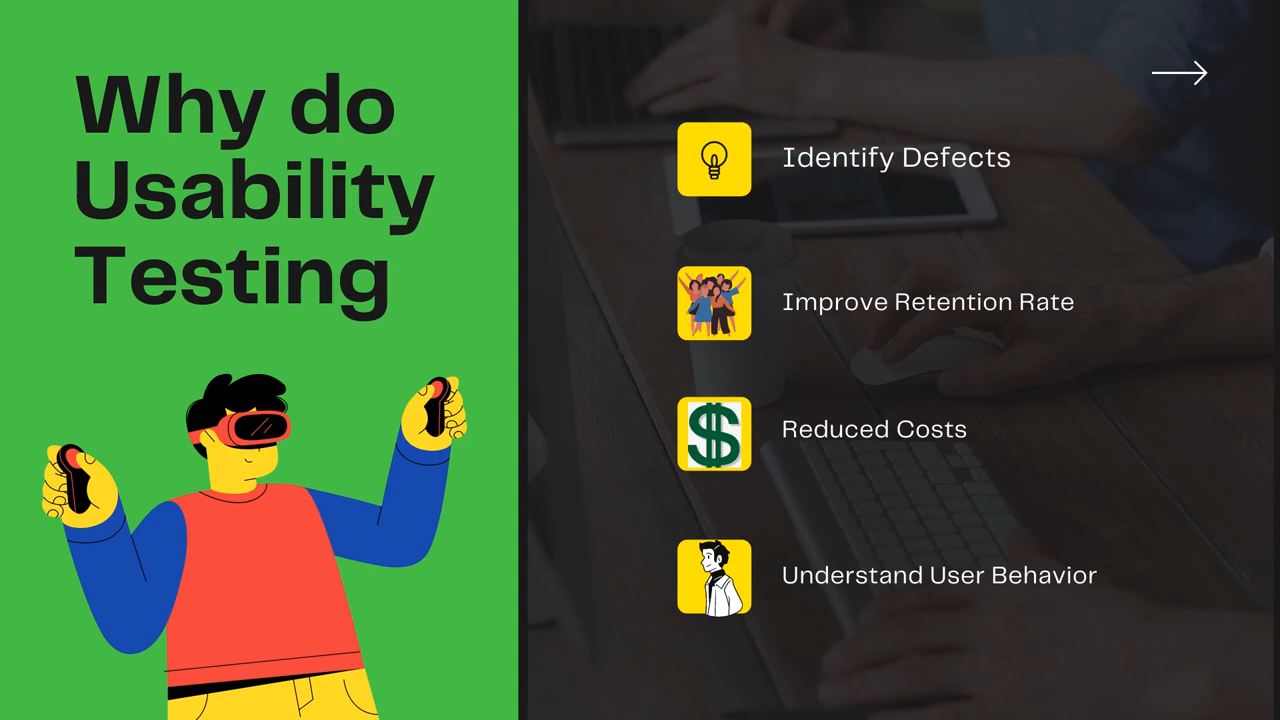 Why do
Usability
Testing
Identify Defects
Improve Retention Rate
Reduced Costs
Understand User Behavior